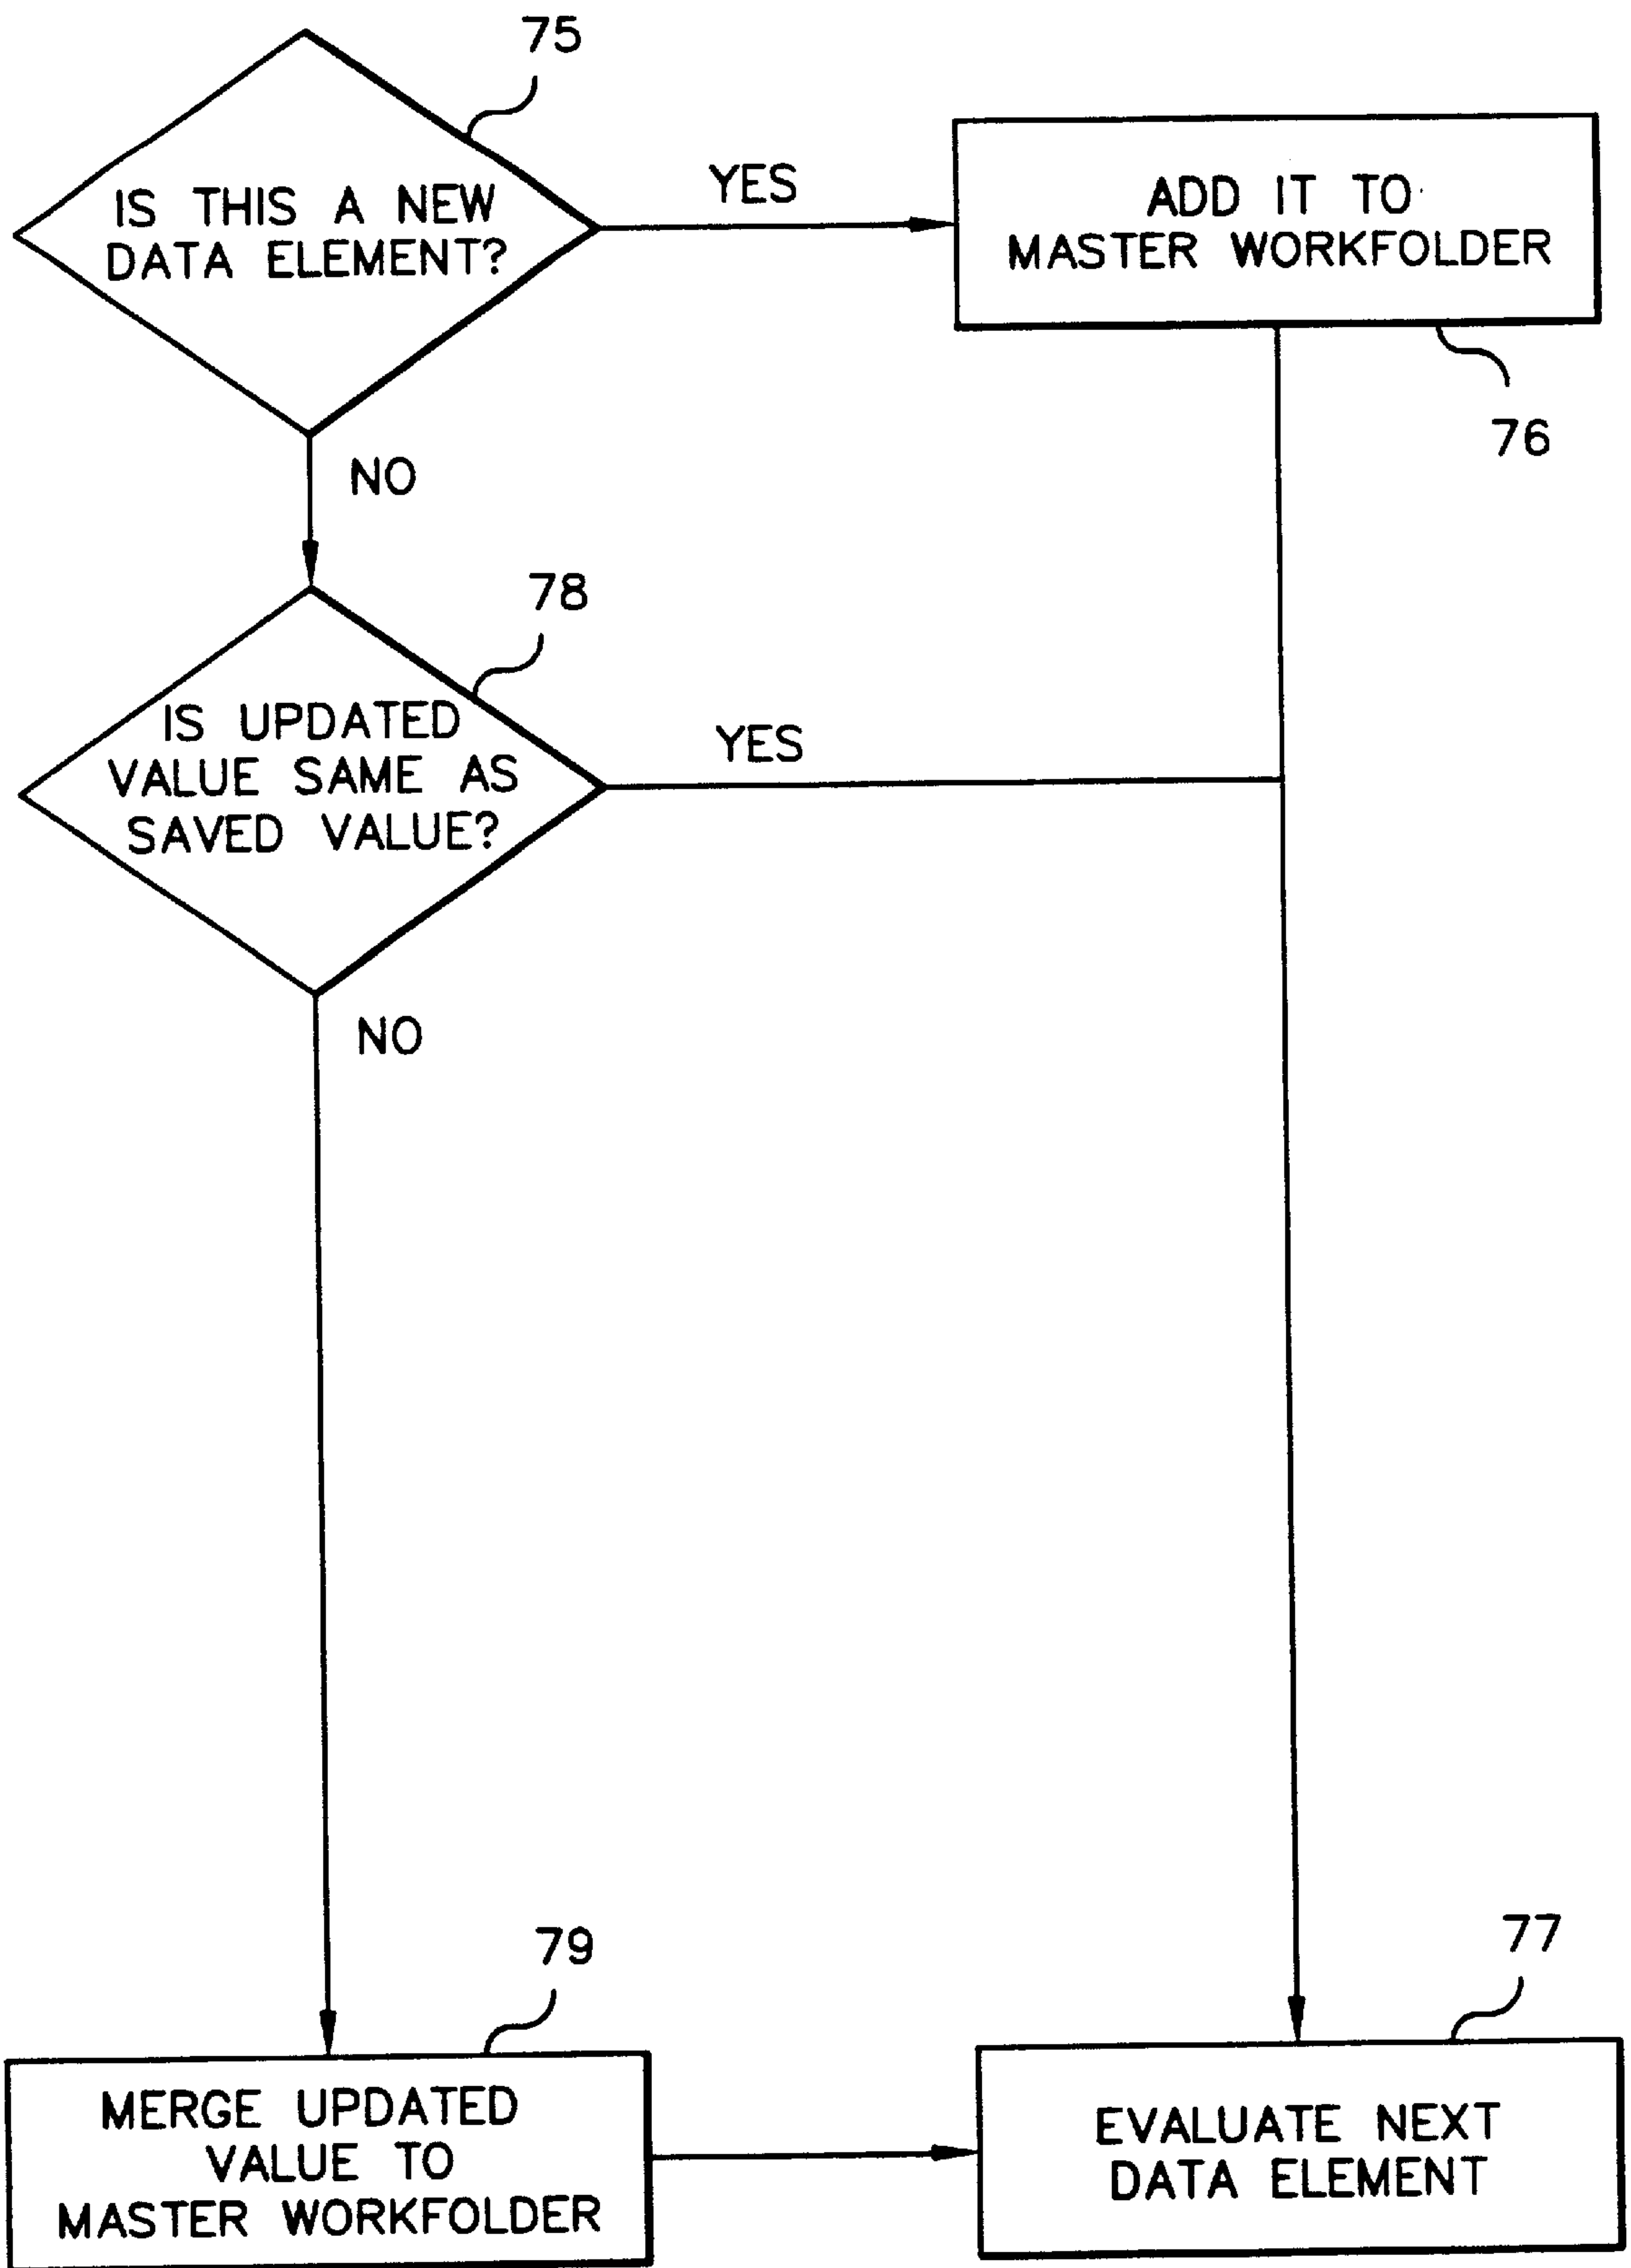 75
IS THIS A NEW
DATA ELEMENT?
YES
ADD IT TO
MASTER WORKFOLDER
76
NO
78
IS UPDATED
VALUE SAME AS
SAVED VALUE?
YES
NO
79
MERGE UPDATED
VALUE TO
MASTER WORKFOLDER
77
EVALUATE NEXT
DATA ELEMENT